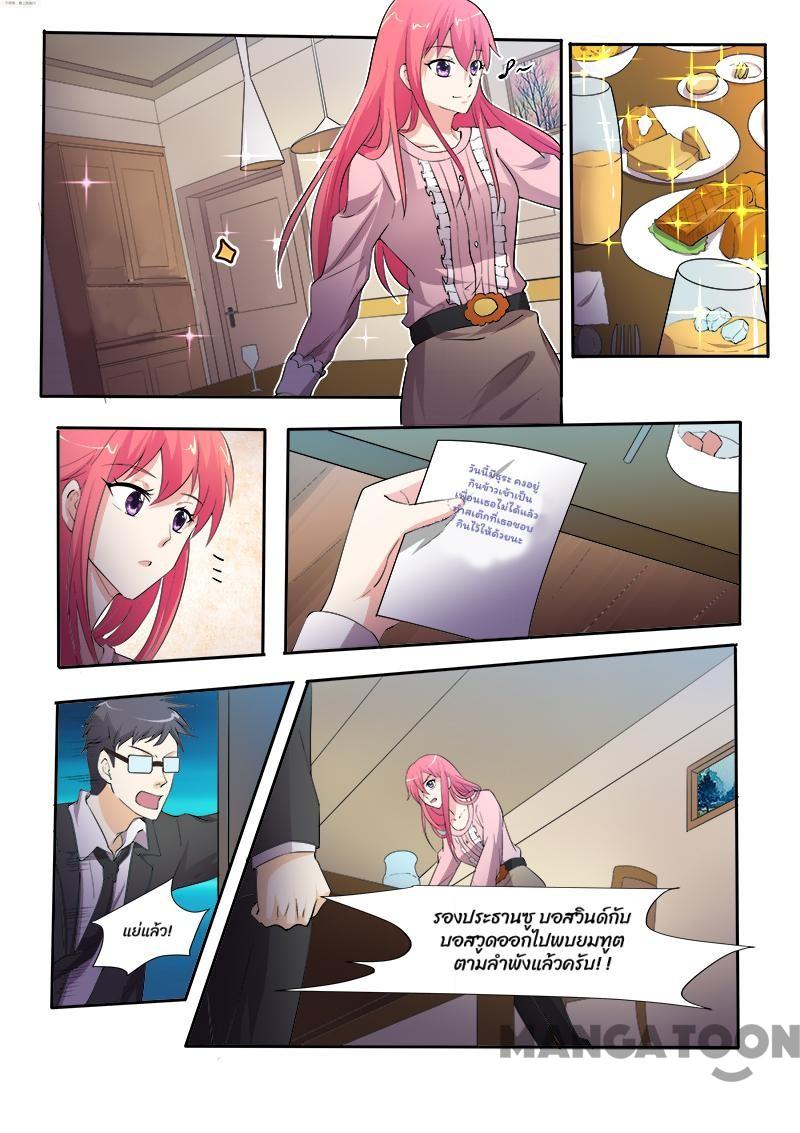 วันนี้มีธุระ คงอยู่
กินข้าวเช้าเป็น
เพื่อนเธอไม่ได้แล้ว
สเต๊กที่เธอชอบ
กินไว้ให้ด้วยนะ
แย่แล้ว!
รองประธานซู บอสวินด์กับ
บอสวูดออกไปพบยมทูต
ตามลำพังแล้วครับ!!
MANGATOON